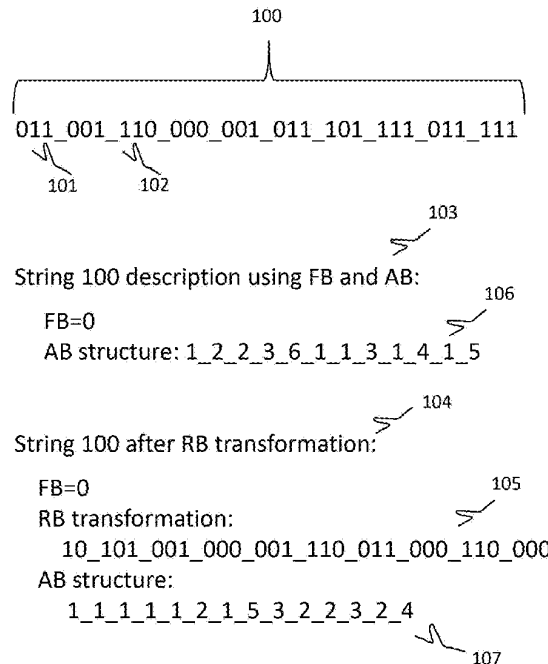 100
011_001_110_000_001_011_101_111_011_111
101
102
103
String 100 description using FB and AB:
106
FB=0
AB structure: 1_2_2_3_6_1_1_3_1_4_1_5
104
String 100 after RB transformation:
FB=0
105
RB transformation:
10_101_001_000_001_110_011_000_110_000
AB structure:
1_1_1_1_1_2_1_5_3_2_2_3_2_4
107